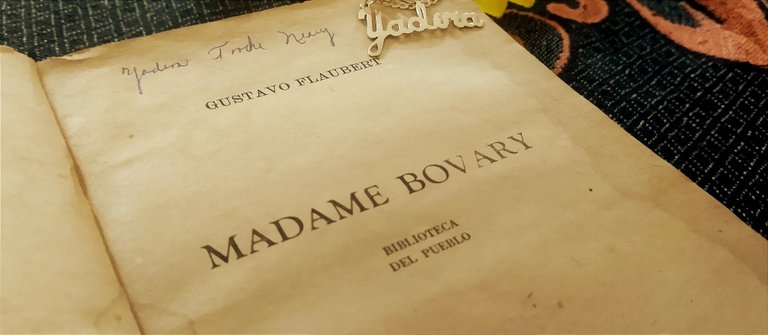 Yadira
Yadira
GUSTAVO FLAUBERT
MADAME BOVARY
BIBLIOTECA
DEL PUEBLO